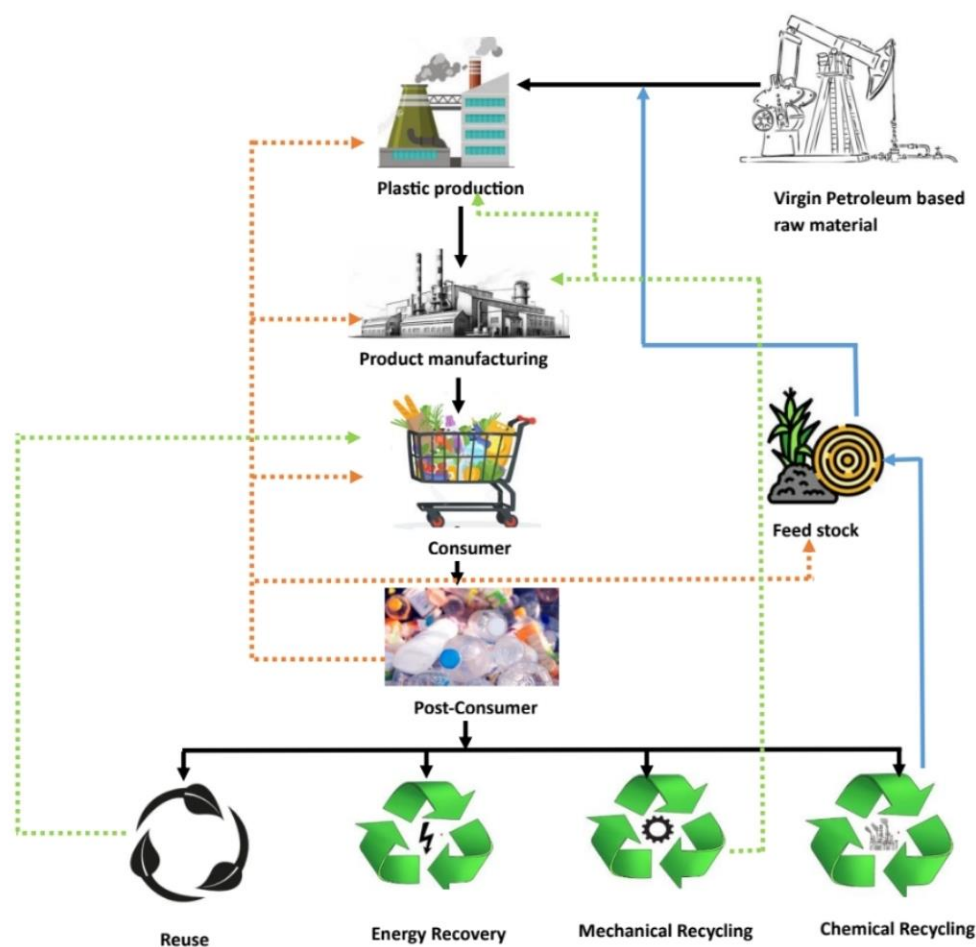 Plastic production
Virgin Petroleum based
raw material
Product manufacturing
Consumer
Feed stock
Post-Consumer
Reuse
Energy Recovery
Mechanical Recycling
Chemical Recycling